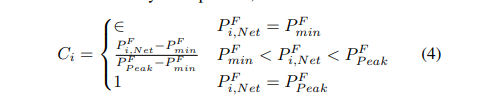 C_i = { ∈    P^F_{i,Net} = P^F_{min}
(P^F_{i,Net} − P^F_{min}) / (P^F_{Peak} − P^F_{min})    P^F_{min} < P^F_{i,Net} < P^F_{Peak}    (4)
1    P^F_{i,Net} = P^F_{Peak}